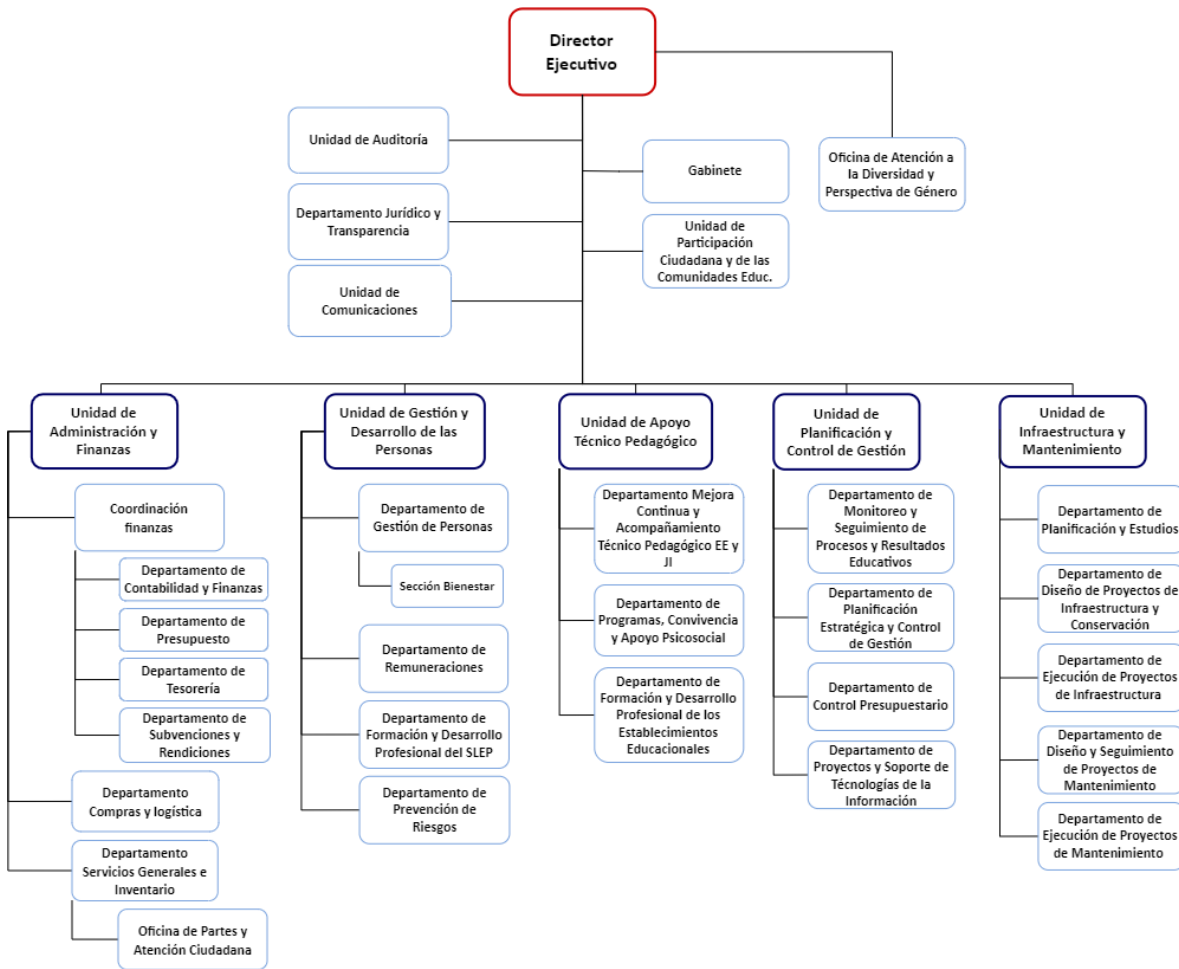 Director
Ejecutivo
Unidad de Auditoría
Departamento Jurídico y
Transparencia
Unidad de
Comunicaciones
Gabinete
Unidad de
Participación
Ciudadana y de las
Comunidades Educ.
Oficina de Atención a
la Diversidad y
Perspectiva de Género
Unidad de
Administración y
Finanzas
Coordinación
finanzas
Departamento de
Contabilidad y Finanzas
Departamento de
Presupuesto
Departamento de
Tesorería
Departamento de
Subvenciones y
Rendiciones
Departamento
Compras y logística
Departamento
Servicios Generales e
Inventario
Oficina de Partes y
Atención Ciudadana
Unidad de Gestión y
Desarrollo de las
Personas
Departamento de
Gestión de Personas
Sección Bienestar
Departamento de
Remuneraciones
Departamento de
Formación y Desarrollo
Profesional del SLEP
Departamento de
Prevención de
Riesgos
Unidad de Apoyo
Técnico Pedagógico
Departamento Mejora
Continua y
Acompañamiento
Técnico Pedagógico EE y
JI
Departamento de
Programas, Convivencia
y Apoyo Psicosocial
Departamento de
Formación y Desarrollo
Profesional de los
Establecimientos
Educacionales
Unidad de
Planificación y
Control de Gestión
Departamento de
Monitoreo y
Seguimiento de
Procesos y Resultados
Educativos
Departamento de
Planificación
Estratégica y Control
de Gestión
Departamento de
Control Presupuestario
Departamento de
Proyectos y Soporte de
Técnologías de la
Información
Unidad de
Infraestructura y
Mantenimiento
Departamento de
Planificación y Estudios
Departamento de
Diseño de Proyectos de
Infraestructura y
Conservación
Departamento de
Ejecución de Proyectos
de Infraestructura
Departamento de
Diseño y Seguimiento
de Proyectos de
Mantenimiento
Departamento de
Ejecución de Proyectos
de Mantenimiento